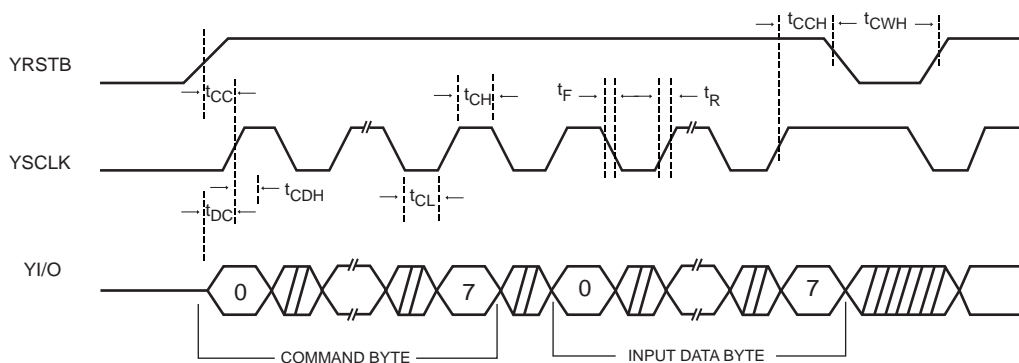 tCCH
tCWH
YRSTB
tCC
tCH
tF
tR
YSCLK
tCDH
tDC
tCL
YI/O
0
7
0
7
COMMAND BYTE
INPUT DATA BYTE